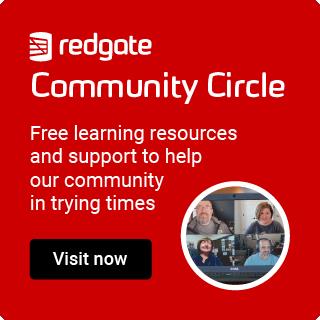 redgate
Community Circle
Free learning resources
and support to help
our community
in trying times
Visit now